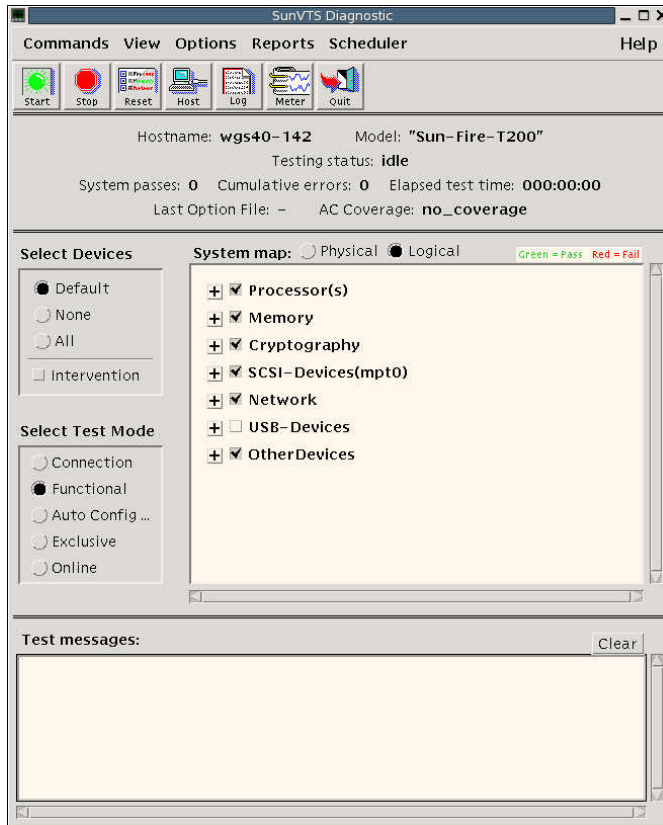 SunVTS Diagnostic
Commands View Options Reports Scheduler Help
Start Stop Reset Host Log Meter Quit
Hostname: wgs40-142 Model: "Sun-Fire-T200"
Testing status: idle
System passes: 0 Cumulative errors: 0 Elapsed test time: 000:00:00
Last Option File: - AC Coverage: no_coverage
Select Devices
Default
None
All
Intervention
Select Test Mode
Connection
Functional
Auto Config ...
Exclusive
Online
System map: Physical Logical Green = Pass Red = Fail
Processor(s)
Memory
Cryptography
SCSI-Devices(mpt0)
Network
USB-Devices
OtherDevices
Test messages: Clear